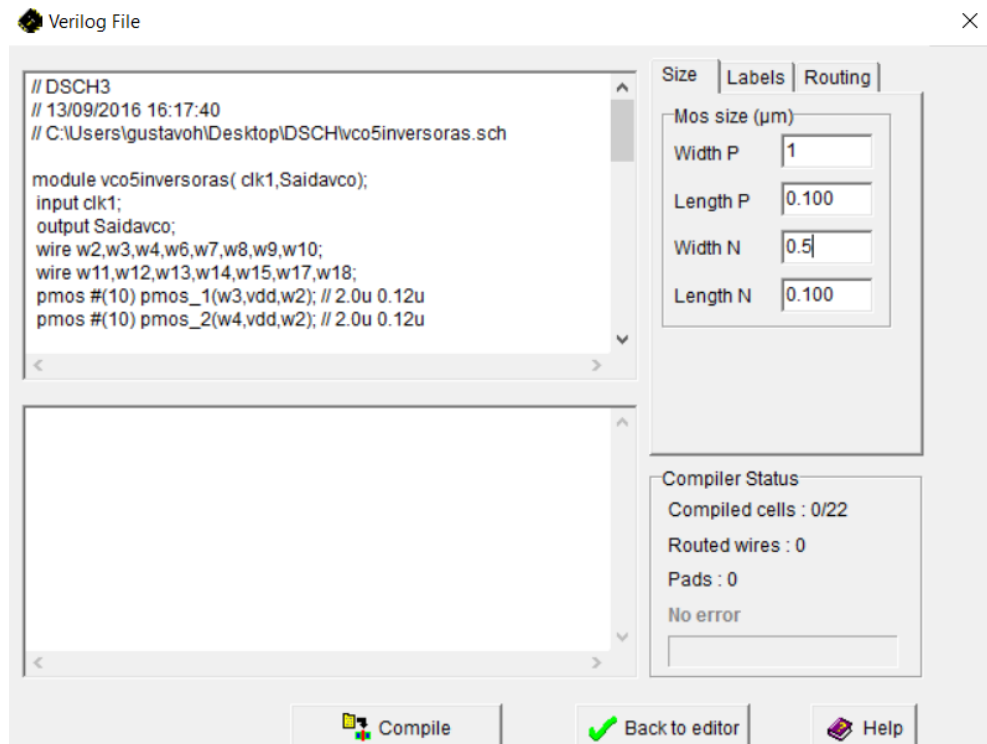 Verilog File
// DSCH3
// 13/09/2016 16:17:40
// C:\Users\gustavoh\Desktop\DSCH\vco5inversoras.sch
module vco5inversoras( clk1,Saidavco);
input clk1;
output Saidavco;
wire w2,w3,w4,w6,w7,w8,w9,w10;
wire w11,w12,w13,w14,w15,w17,w18;
pmos #(10) pmos_1(w3,vdd,w2); // 2.0u 0.12u
pmos #(10) pmos_2(w4,vdd,w2); // 2.0u 0.12u
Size Labels Routing
Mos size (µm)
Width P 1
Length P 0.100
Width N 0.5
Length N 0.100
Compiler Status
Compiled cells : 0/22
Routed wires : 0
Pads : 0
No error
Compile Back to editor Help